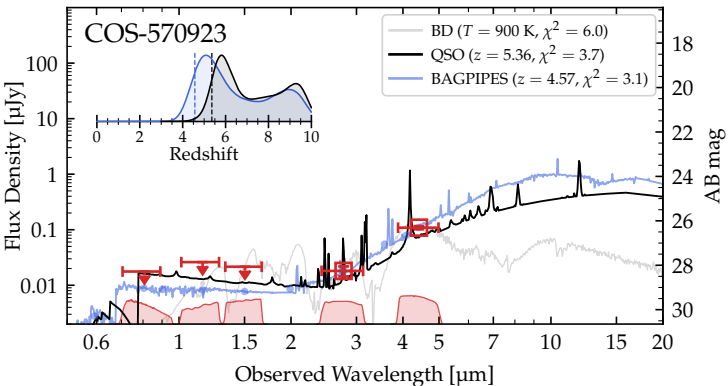 COS-570923
BD (T = 900 K, χ² = 6.0)
QSO (z = 5.36, χ² = 3.7)
BAGPIPES (z = 4.57, χ² = 3.1)
100
10
1
0.1
0.01
Flux Density [μJy]
18
20
22
24
26
28
30
AB mag
0 2 4 6 8 10
Redshift
0.6 1 1.5 2 3 4 5 7 10 15 20
Observed Wavelength [μm]